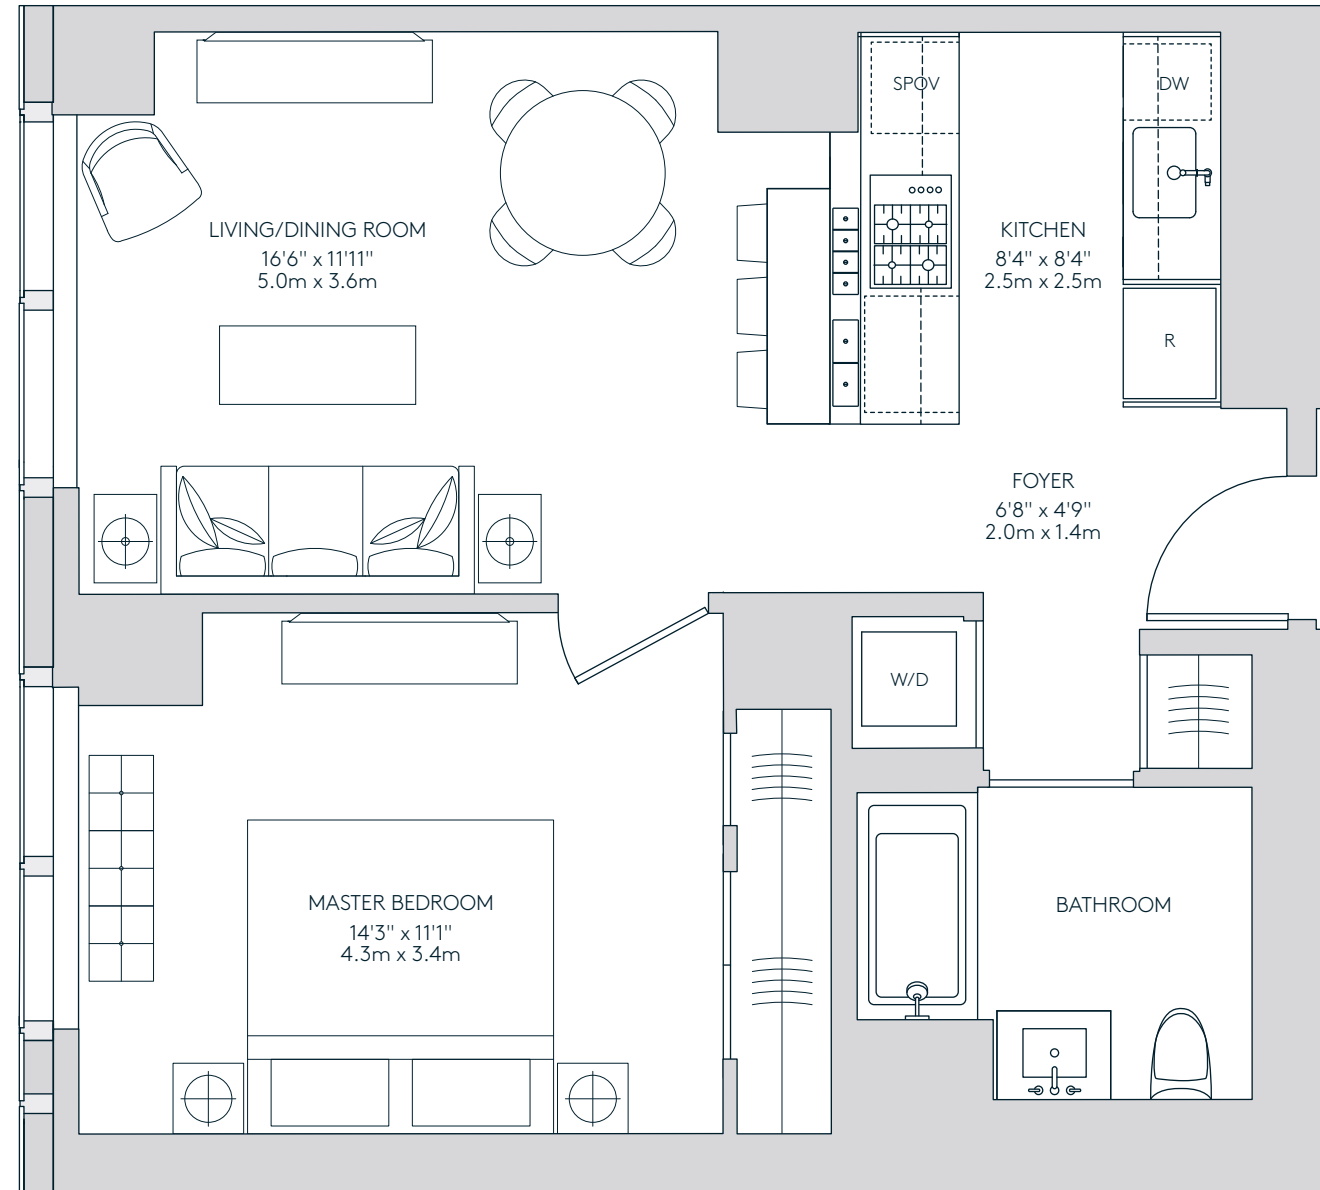 SPOV
DW
LIVING/DINING ROOM
16'6" x 11'11"
5.0m x 3.6m
KITCHEN
8'4" x 8'4"
2.5m x 2.5m
R
FOYER
6'8" x 4'9"
2.0m x 1.4m
W/D
MASTER BEDROOM
14'3" x 11'1"
4.3m x 3.4m
BATHROOM